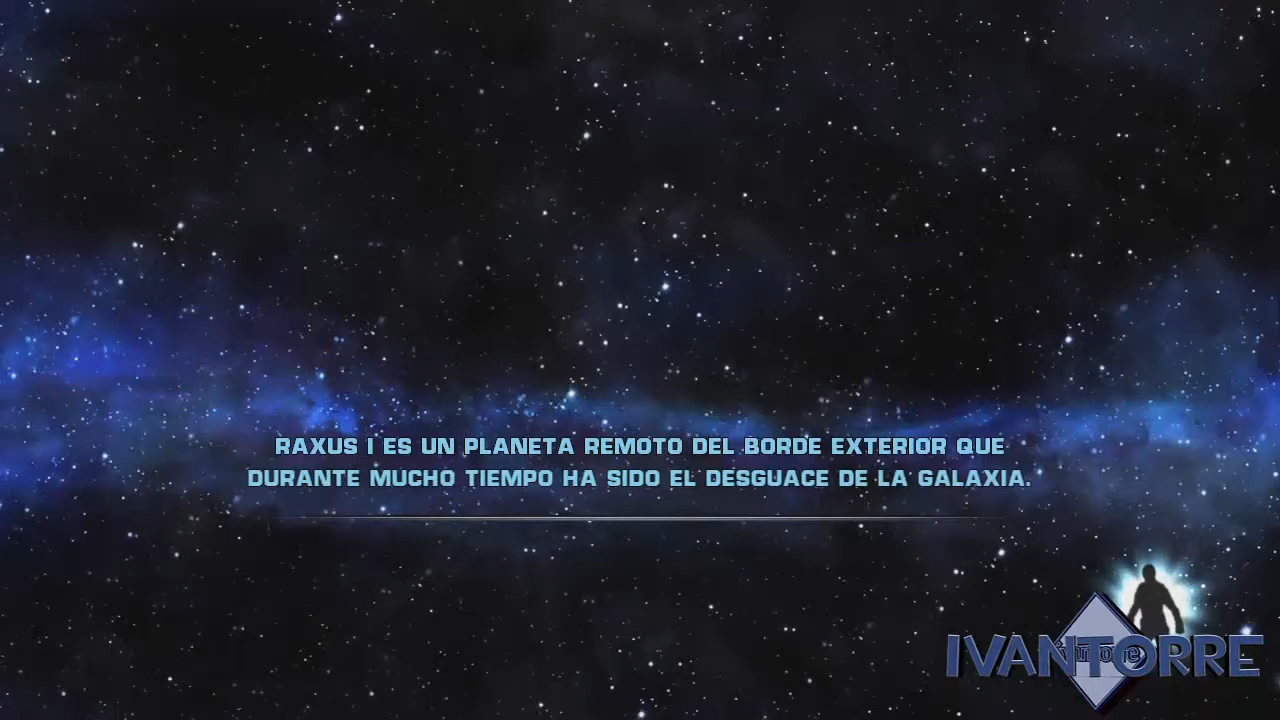 RAXUS I ES UN PLANETA REMOTO DEL BORDE EXTERIOR QUE
DURANTE MUCHO TIEMPO HA SIDO EL DESGUACE DE LA GALAXIA.
IVANTORRE